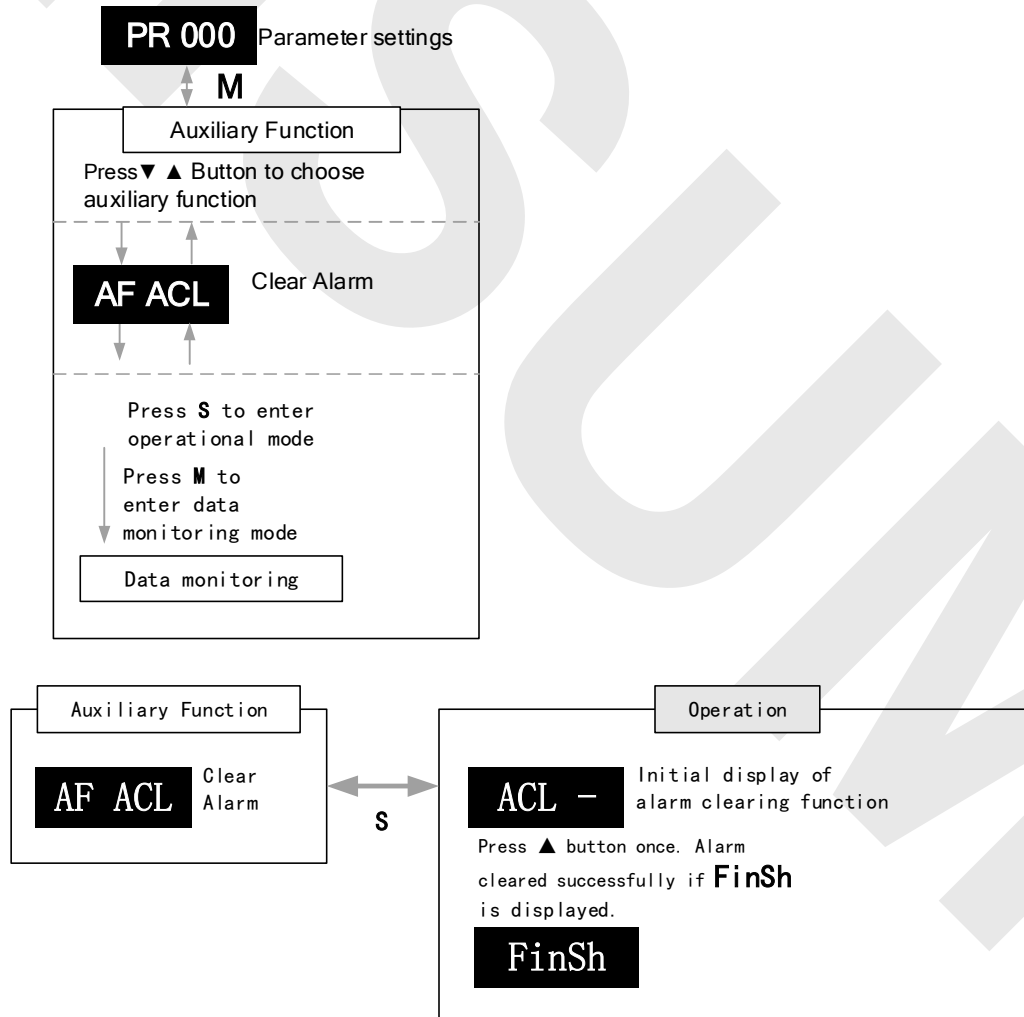 PR 000 Parameter settings
M
Auxiliary Function
Press▼ ▲ Button to choose
auxiliary function
AF ACL Clear Alarm
Press S to enter
operational mode
Press M to
enter data
monitoring mode
Data monitoring
Auxiliary Function
AF ACL
Clear
Alarm
S
Operation
ACL -
Initial display of
alarm clearing function
Press ▲ button once. Alarm
cleared successfully if FinSh
is displayed.
FinSh